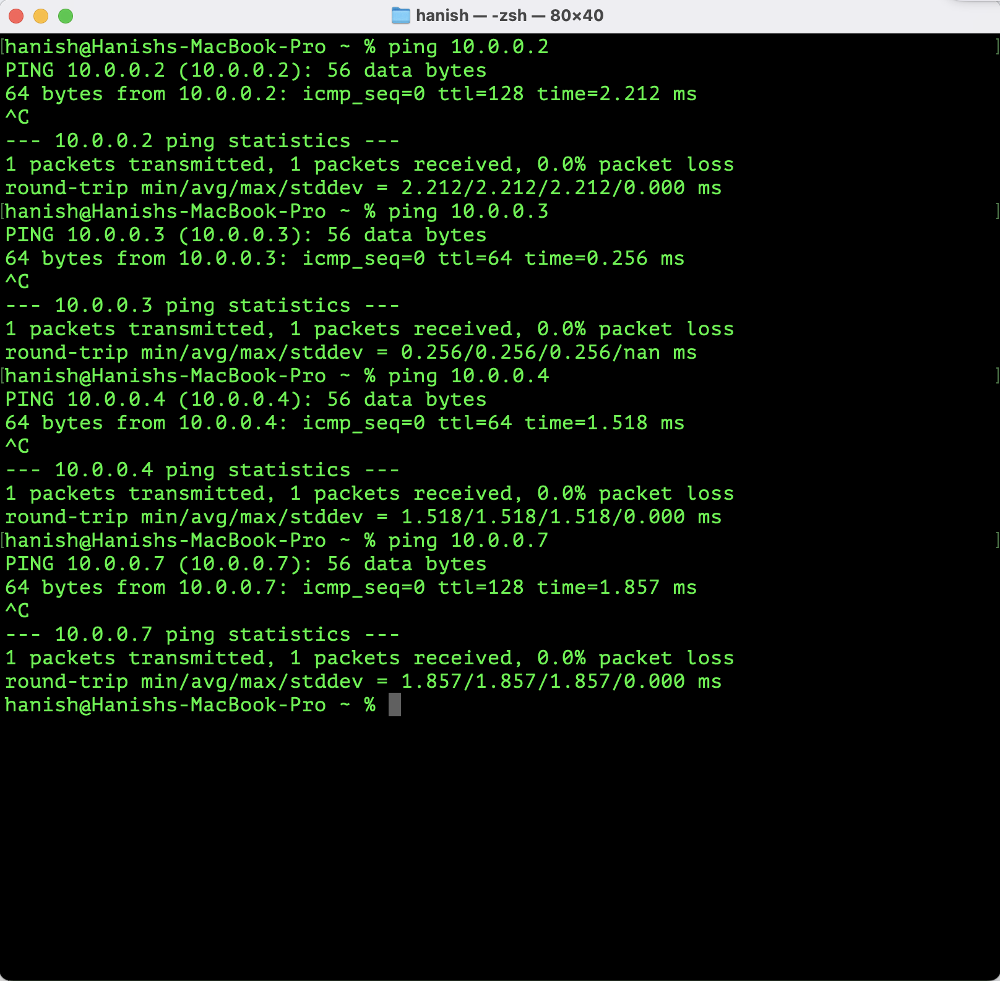 hanish — -zsh — 80×40
[hanish@Hanishs-MacBook-Pro ~ % ping 10.0.0.2 ]
PING 10.0.0.2 (10.0.0.2): 56 data bytes
64 bytes from 10.0.0.2: icmp_seq=0 ttl=128 time=2.212 ms
^C
--- 10.0.0.2 ping statistics ---
1 packets transmitted, 1 packets received, 0.0% packet loss
round-trip min/avg/max/stddev = 2.212/2.212/2.212/0.000 ms
[hanish@Hanishs-MacBook-Pro ~ % ping 10.0.0.3 ]
PING 10.0.0.3 (10.0.0.3): 56 data bytes
64 bytes from 10.0.0.3: icmp_seq=0 ttl=64 time=0.256 ms
^C
--- 10.0.0.3 ping statistics ---
1 packets transmitted, 1 packets received, 0.0% packet loss
round-trip min/avg/max/stddev = 0.256/0.256/0.256/nan ms
[hanish@Hanishs-MacBook-Pro ~ % ping 10.0.0.4 ]
PING 10.0.0.4 (10.0.0.4): 56 data bytes
64 bytes from 10.0.0.4: icmp_seq=0 ttl=64 time=1.518 ms
^C
--- 10.0.0.4 ping statistics ---
1 packets transmitted, 1 packets received, 0.0% packet loss
round-trip min/avg/max/stddev = 1.518/1.518/1.518/0.000 ms
[hanish@Hanishs-MacBook-Pro ~ % ping 10.0.0.7 ]
PING 10.0.0.7 (10.0.0.7): 56 data bytes
64 bytes from 10.0.0.7: icmp_seq=0 ttl=128 time=1.857 ms
^C
--- 10.0.0.7 ping statistics ---
1 packets transmitted, 1 packets received, 0.0% packet loss
round-trip min/avg/max/stddev = 1.857/1.857/1.857/0.000 ms
hanish@Hanishs-MacBook-Pro ~ %